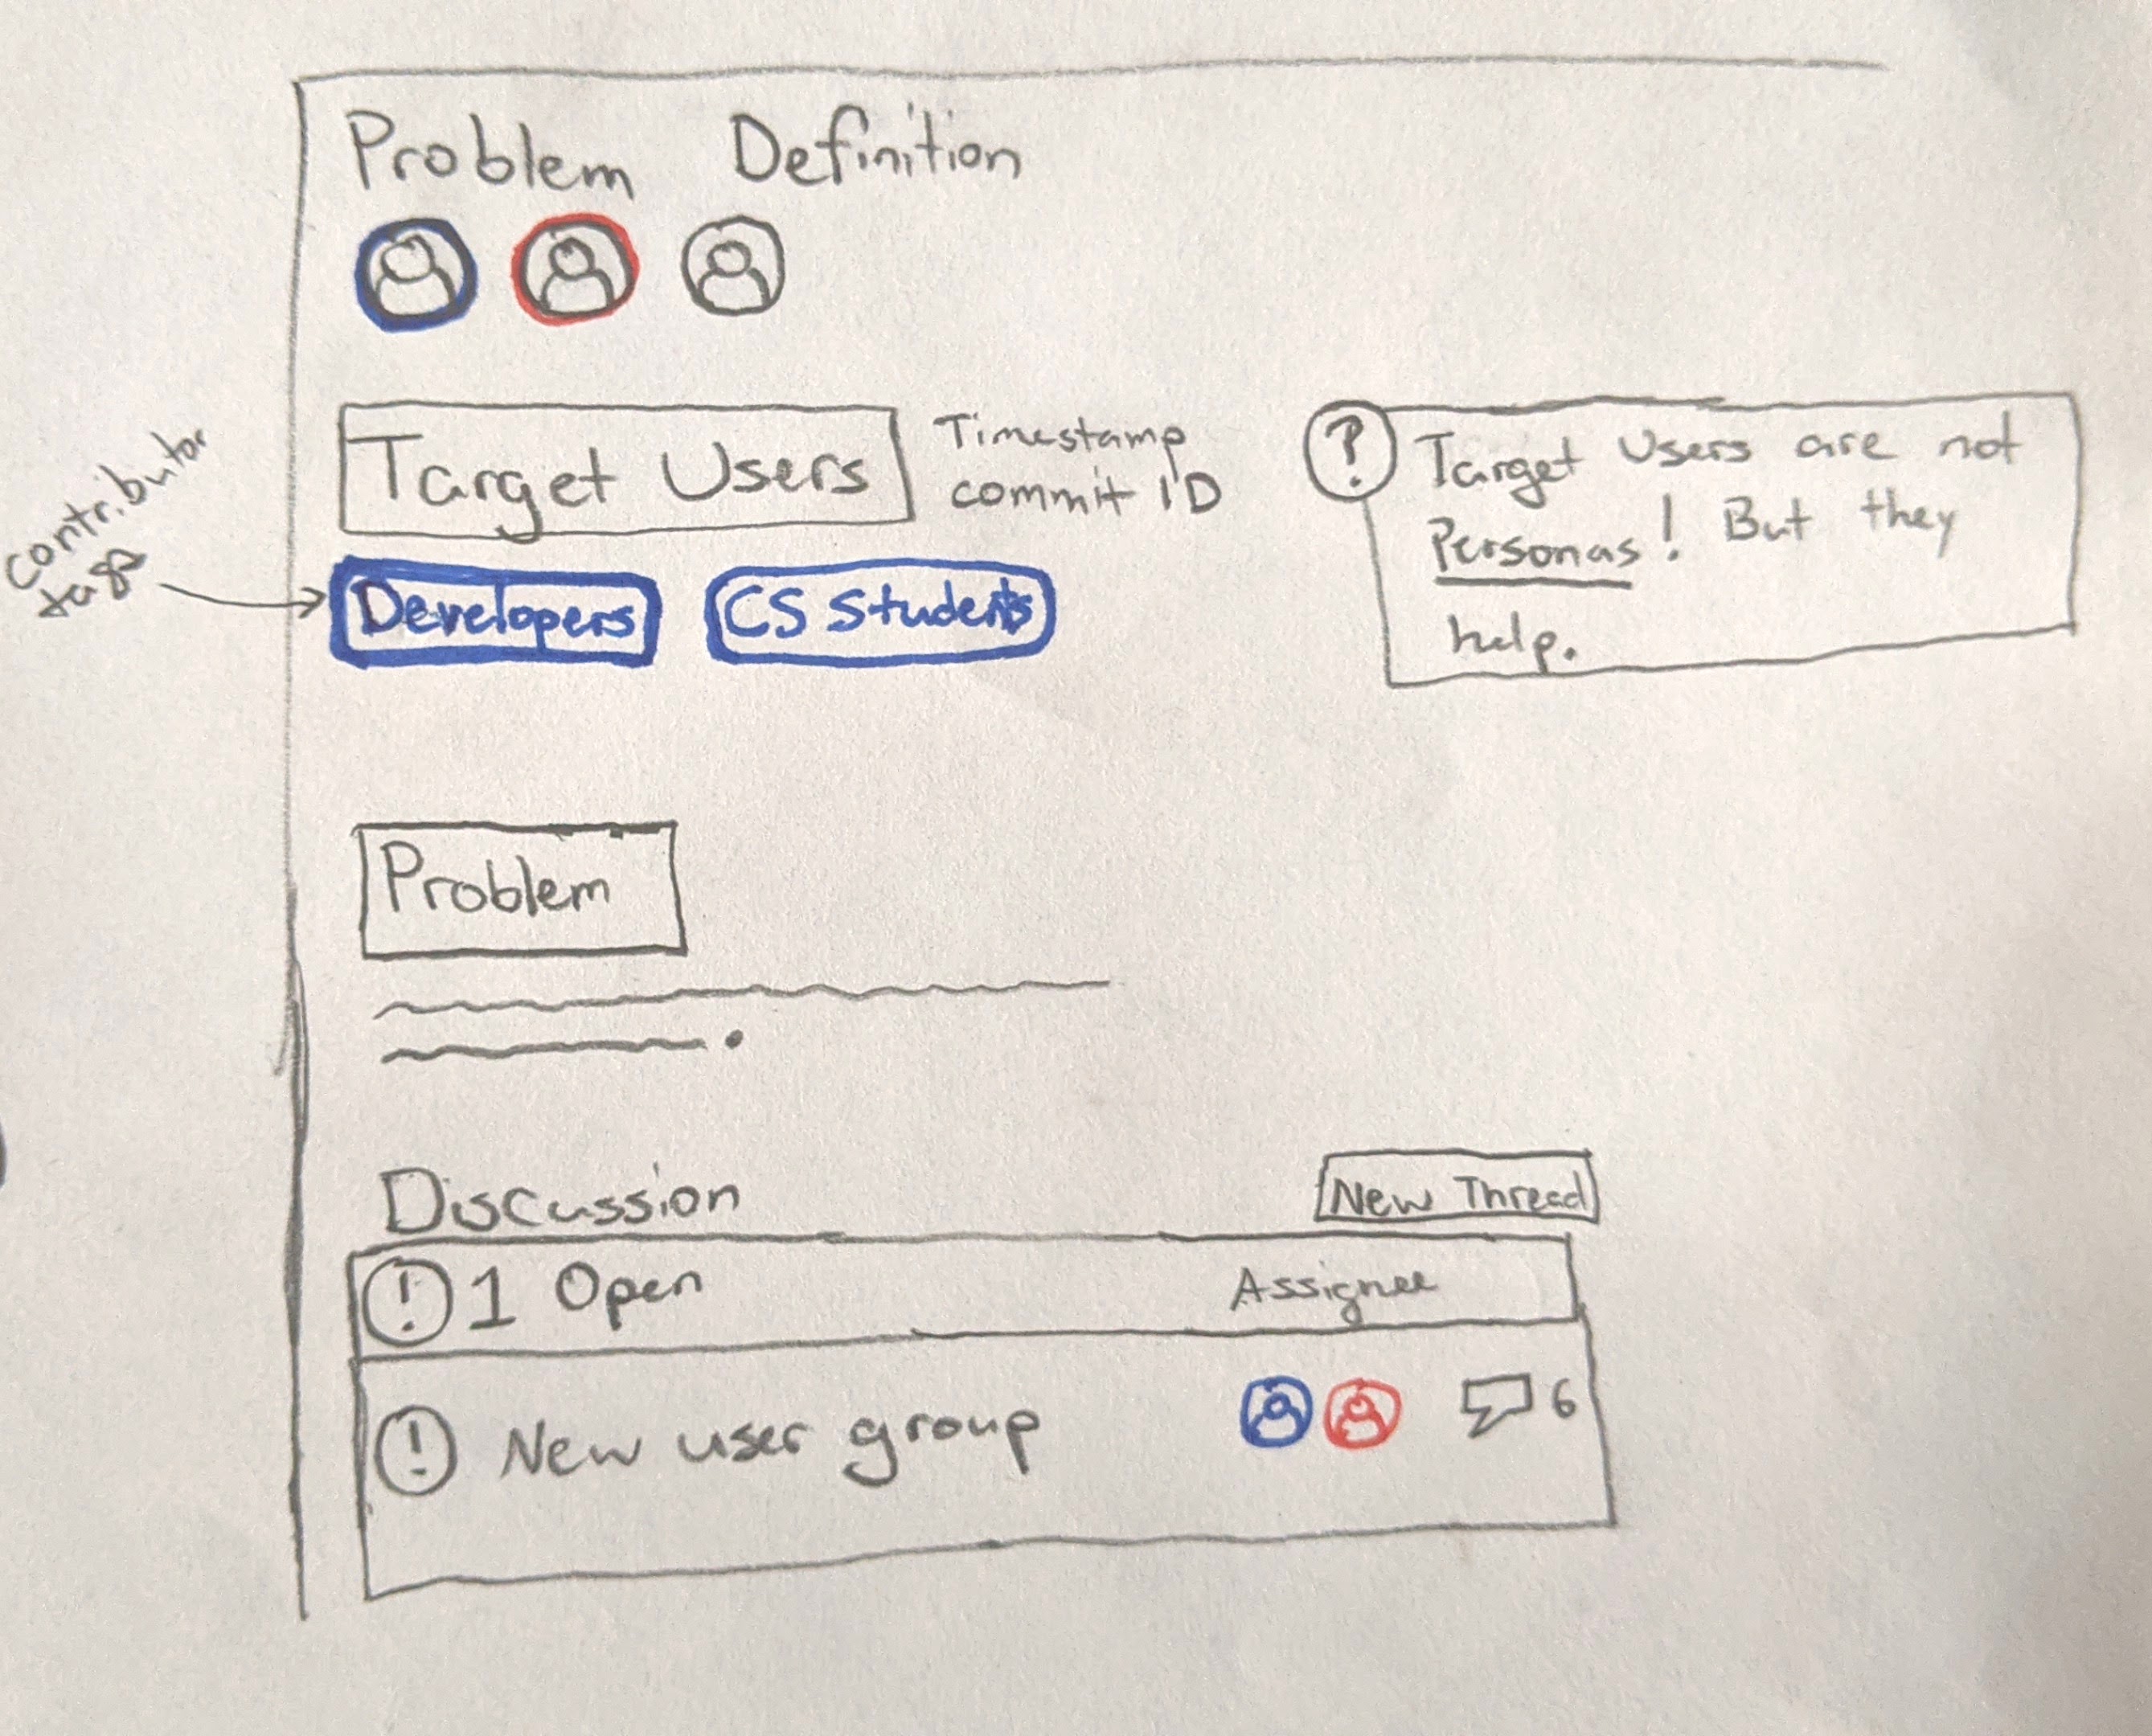 Problem Definition
Target Users
Timestamp
commit ID
? Target Users are not
Personas! But they
help.
contributor
tags
Developers
CS Students
Problem
Discussion
New Thread
! 1 Open
Assignee
! New user group
6